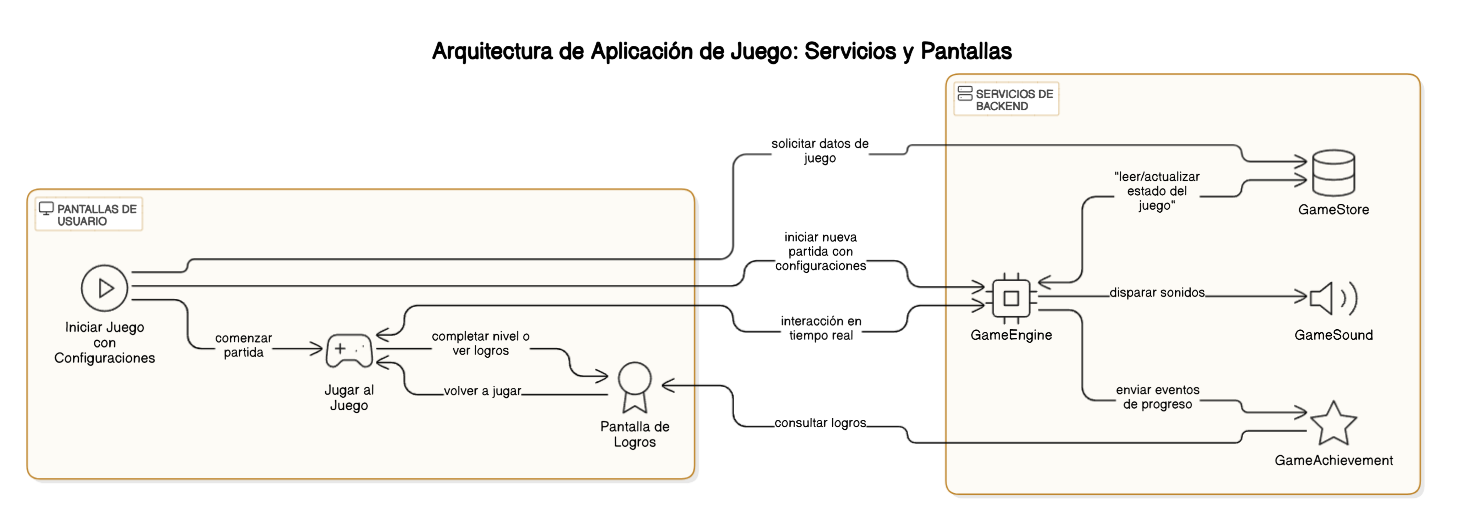 Arquitectura de Aplicación de Juego: Servicios y Pantallas
SERVICIOS DE
BACKEND
solicitar datos de
juego
"leer/actualizar
estado del
juego"
GameStore
PANTALLAS DE
USUARIO
iniciar nueva
partida con
configuraciones
Iniciar Juego
con
Configuraciones
comenzar
partida
interacción en
tiempo real
GameEngine
disparar sonidos
GameSound
completar nivel o
ver logros
Jugar al
Juego
volver a jugar
Pantalla de
Logros
enviar eventos
de progreso
consultar logros
GameAchievement